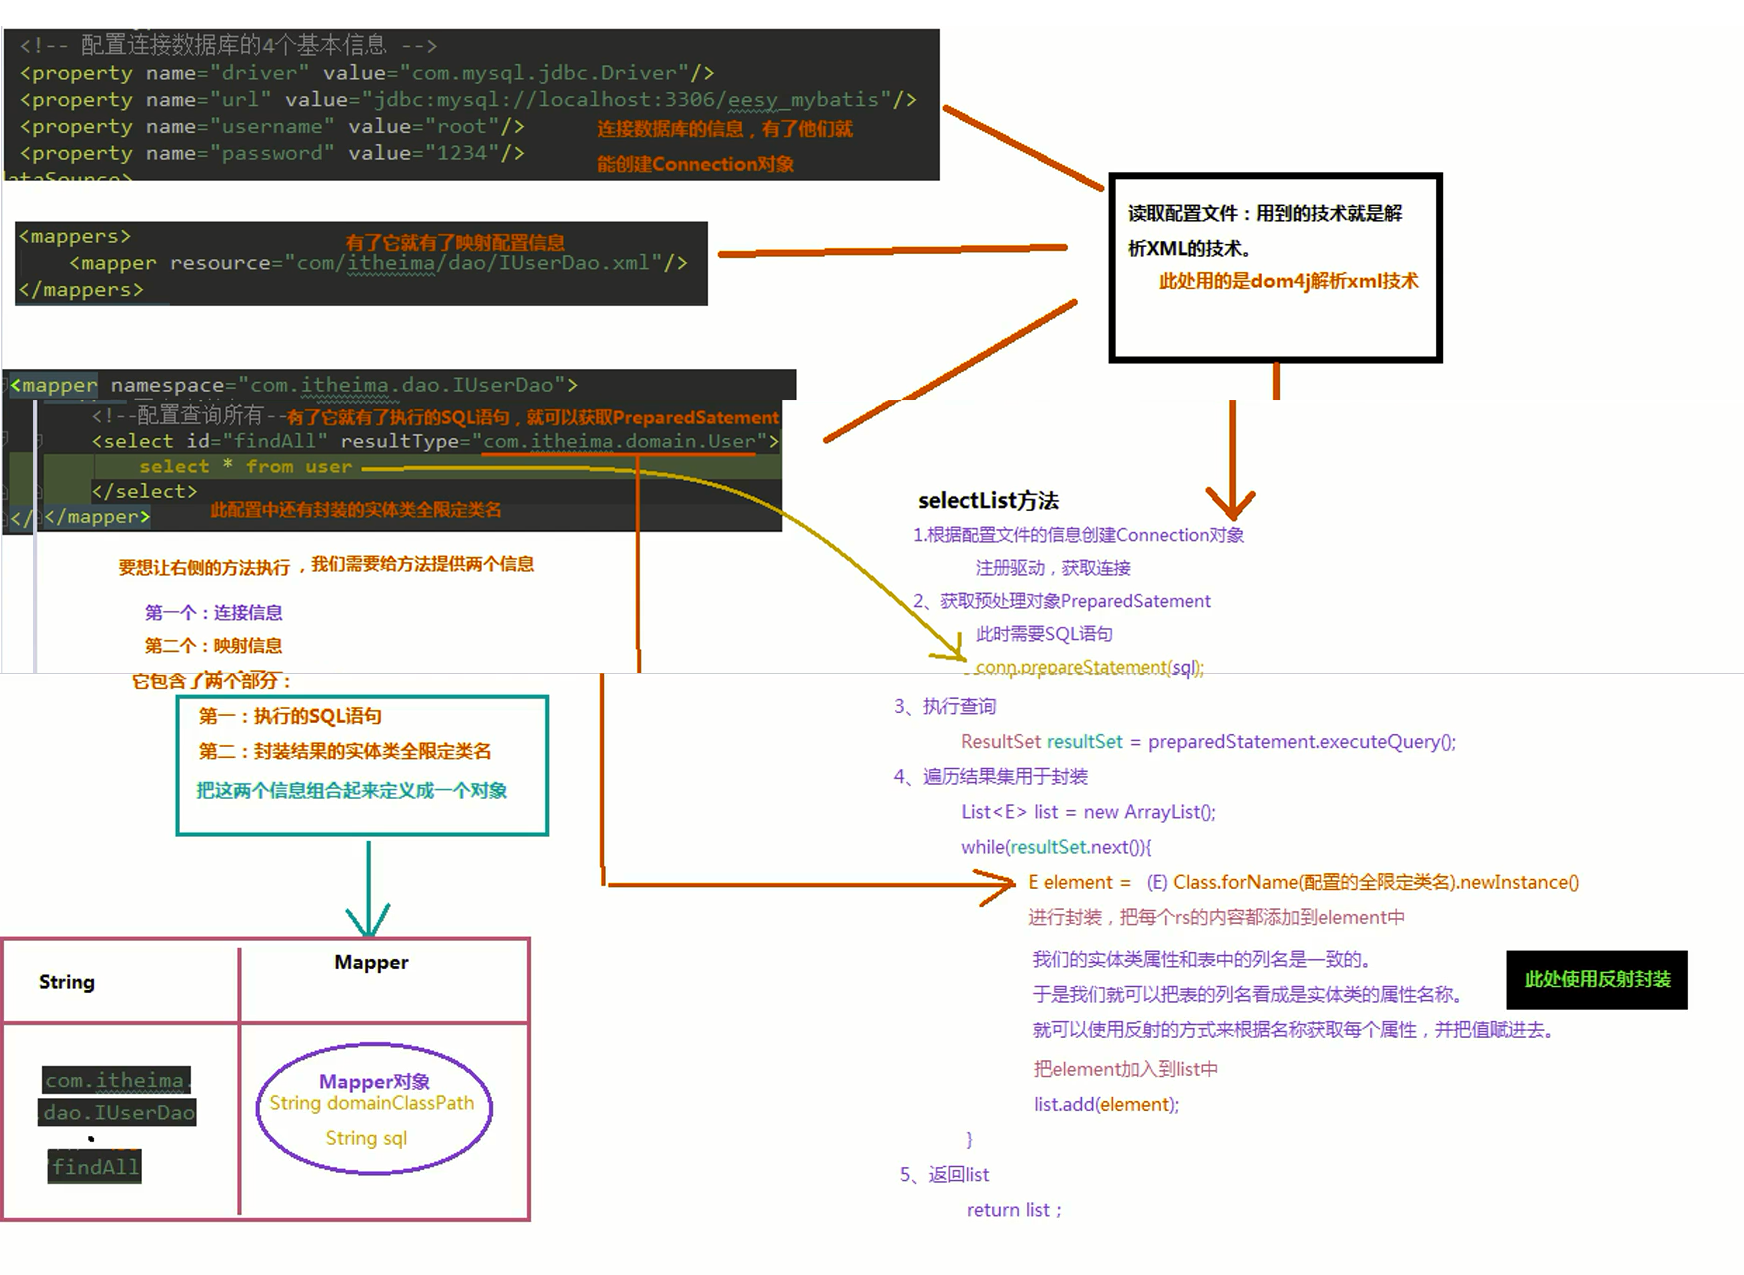 <!-- 配置连接数据库的4个基本信息 -->
<property name="driver" value="com.mysql.jdbc.Driver"/>
<property name="url" value="jdbc:mysql://localhost:3306/eesy_mybatis"/>
<property name="username" value="root"/>
<property name="password" value="1234"/>
连接数据库的信息，有了他们就
能创建Connection对象
ataSource>
<mappers>
有了它就有了映射配置信息
<mapper resource="com/itheima/dao/IUserDao.xml"/>
</mappers>
读取配置文件：用到的技术就是解
析XML的技术。
此处用的是dom4j解析xml技术
<mapper namespace="com.itheima.dao.IUserDao">
<!--配置查询所有--
有了它就有了执行的SQL语句，就可以获取PreparedSatement
<select id="findAll" resultType="com.itheima.domain.User">
select * from user
</select>
此配置中还有封装的实体类全限定类名
</
</mapper>
要想让右侧的方法执行，我们需要给方法提供两个信息
第一个：连接信息
第二个：映射信息
它包含了两个部分：
第一：执行的SQL语句
第二：封装结果的实体类全限定类名
把这两个信息组合起来定义成一个对象
String
Mapper
com.itheima.
.dao.IUserDao
.
findAll
Mapper对象
String domainClassPath
String sql
selectList方法
1.根据配置文件的信息创建Connection对象
注册驱动，获取连接
2、获取预处理对象PreparedSatement
此时需要SQL语句
conn.prepareStatement(sql);
3、执行查询
ResultSet resultSet = preparedStatement.executeQuery();
4、遍历结果集用于封装
List<E> list = new ArrayList();
while(resultSet.next()){
E element = (E) Class.forName(配置的全限定类名).newInstance()
进行封装，把每个rs的内容都添加到element中
我们的实体类属性和表中的列名是一致的。
于是我们就可以把表的列名看成是实体类的属性名称。
就可以使用反射的方式来根据名称获取每个属性，并把值赋进去。
此处使用反射封装
把element加入到list中
list.add(element);
}
5、返回list
return list；